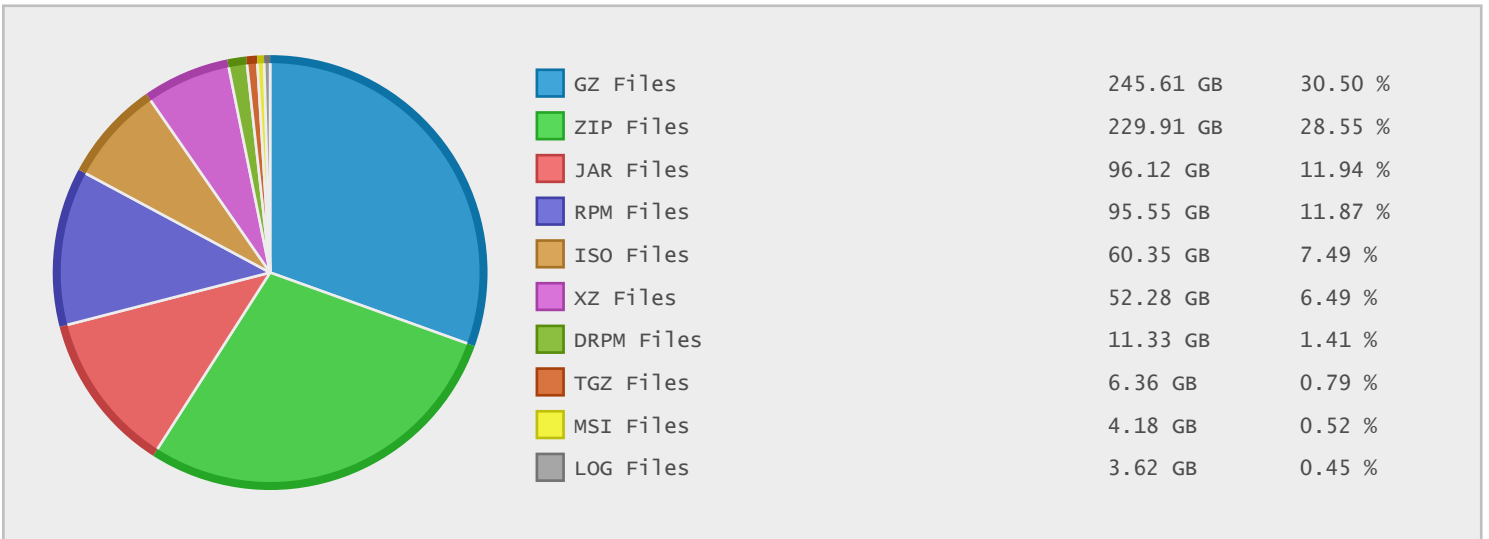 GZ Files 245.61 GB 30.50 %
ZIP Files 229.91 GB 28.55 %
JAR Files 96.12 GB 11.94 %
RPM Files 95.55 GB 11.87 %
ISO Files 60.35 GB 7.49 %
XZ Files 52.28 GB 6.49 %
DRPM Files 11.33 GB 1.41 %
TGZ Files 6.36 GB 0.79 %
MSI Files 4.18 GB 0.52 %
LOG Files 3.62 GB 0.45 %